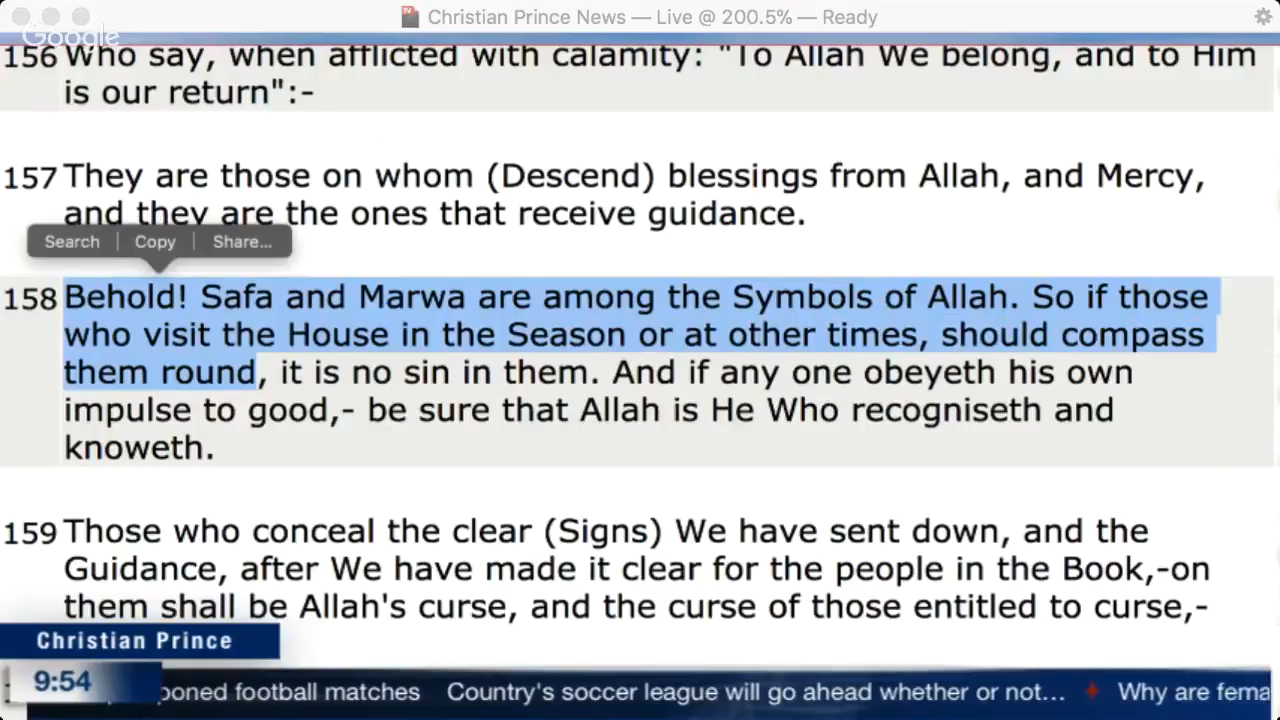 Christian Prince News — Live @ 200.5% — Ready
Google
156 Who say, when afflicted with calamity: "To Allah We belong, and to Him
is our return":-
157 They are those on whom (Descend) blessings from Allah, and Mercy,
and they are the ones that receive guidance.
Search Copy Share...
158 Behold! Safa and Marwa are among the Symbols of Allah. So if those
who visit the House in the Season or at other times, should compass
them round, it is no sin in them. And if any one obeyeth his own
impulse to good,- be sure that Allah is He Who recogniseth and
knoweth.
159 Those who conceal the clear (Signs) We have sent down, and the
Guidance, after We have made it clear for the people in the Book,-on
them shall be Allah's curse, and the curse of those entitled to curse,-
Christian Prince
9:54 poned football matches Country's soccer league will go ahead whether or not... Why are fema